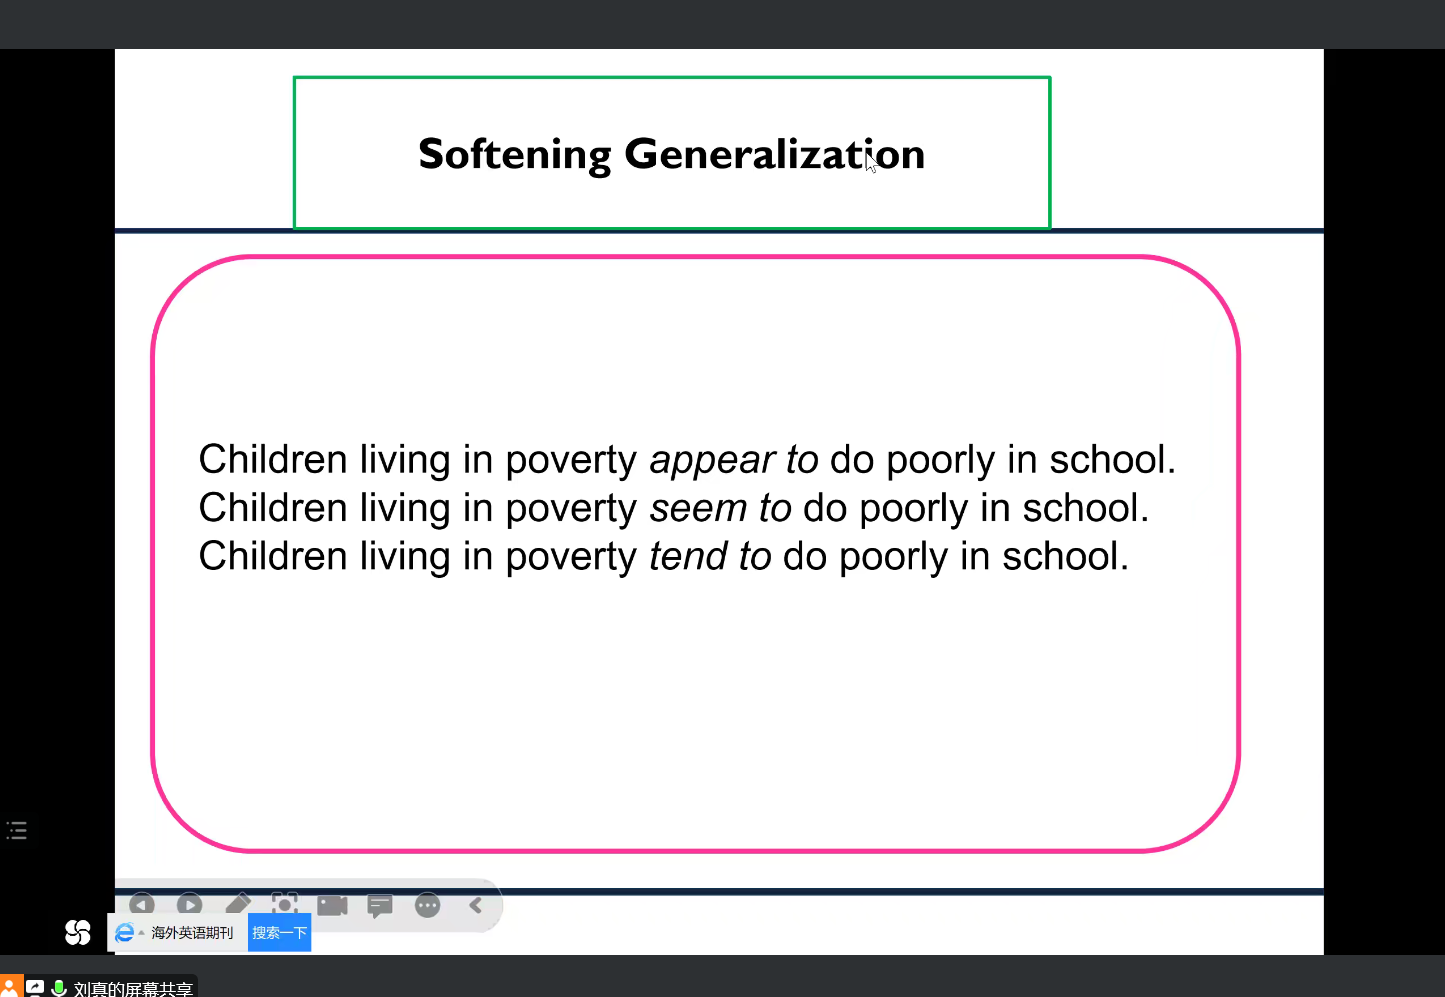 Softening Generalization
Children living in poverty appear to do poorly in school.
Children living in poverty seem to do poorly in school.
Children living in poverty tend to do poorly in school.
海外英语期刊
搜索一下
刘真的屏幕共享